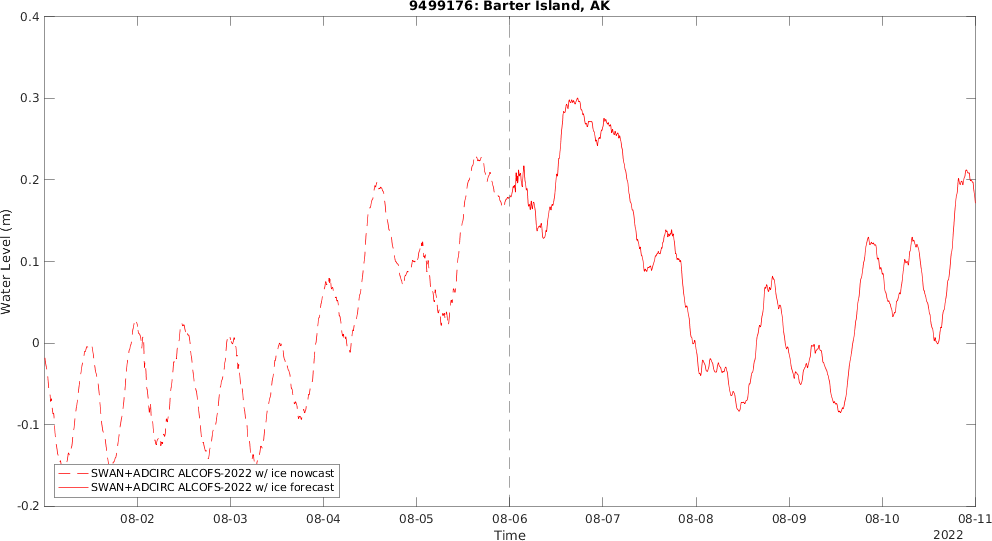 9499176: Barter Island, AK
Water Level (m)
0.4
0.3
0.2
0.1
0
-0.1
-0.2
SWAN+ADCIRC ALCOFS-2022 w/ ice nowcast
SWAN+ADCIRC ALCOFS-2022 w/ ice forecast
08-02 08-03 08-04 08-05 08-06 08-07 08-08 08-09 08-10 08-11
Time
2022